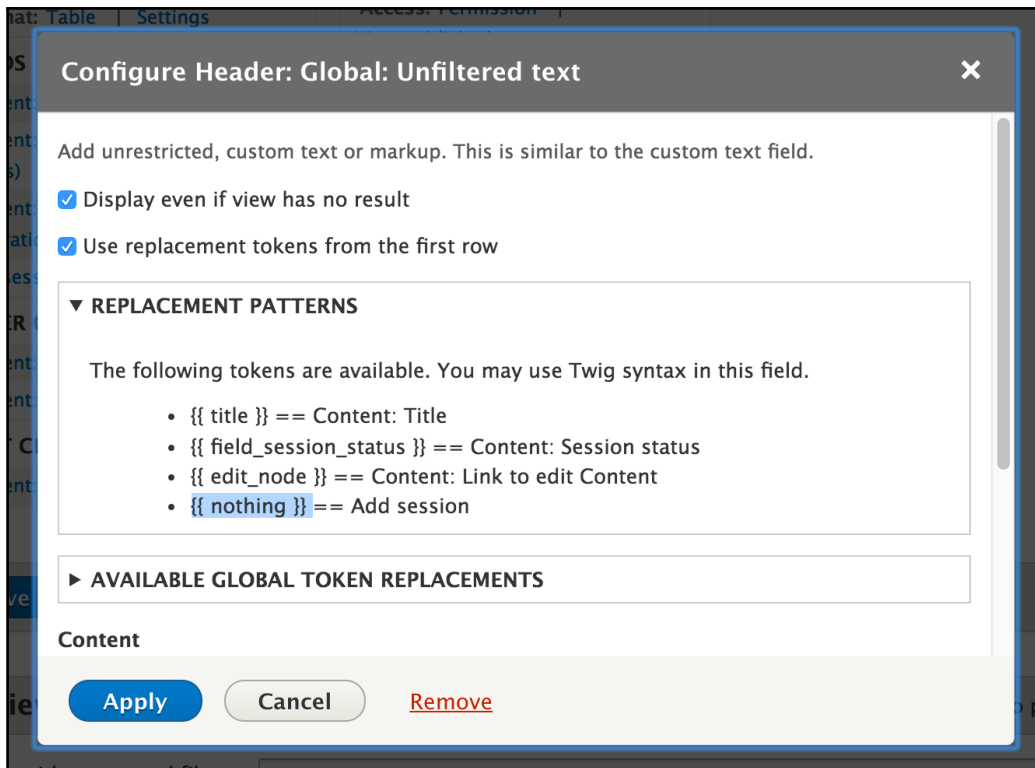 Table | Settings
Permission |
Configure Header: Global: Unfiltered text
Add unrestricted, custom text or markup. This is similar to the custom text field.
Display even if view has no result
Use replacement tokens from the first row
▼ REPLACEMENT PATTERNS
The following tokens are available. You may use Twig syntax in this field.
• {{ title }} == Content: Title
• {{ field_session_status }} == Content: Session status
• {{ edit_node }} == Content: Link to edit Content
• {{ nothing }} == Add session
▶ AVAILABLE GLOBAL TOKEN REPLACEMENTS
Content
Apply Cancel Remove